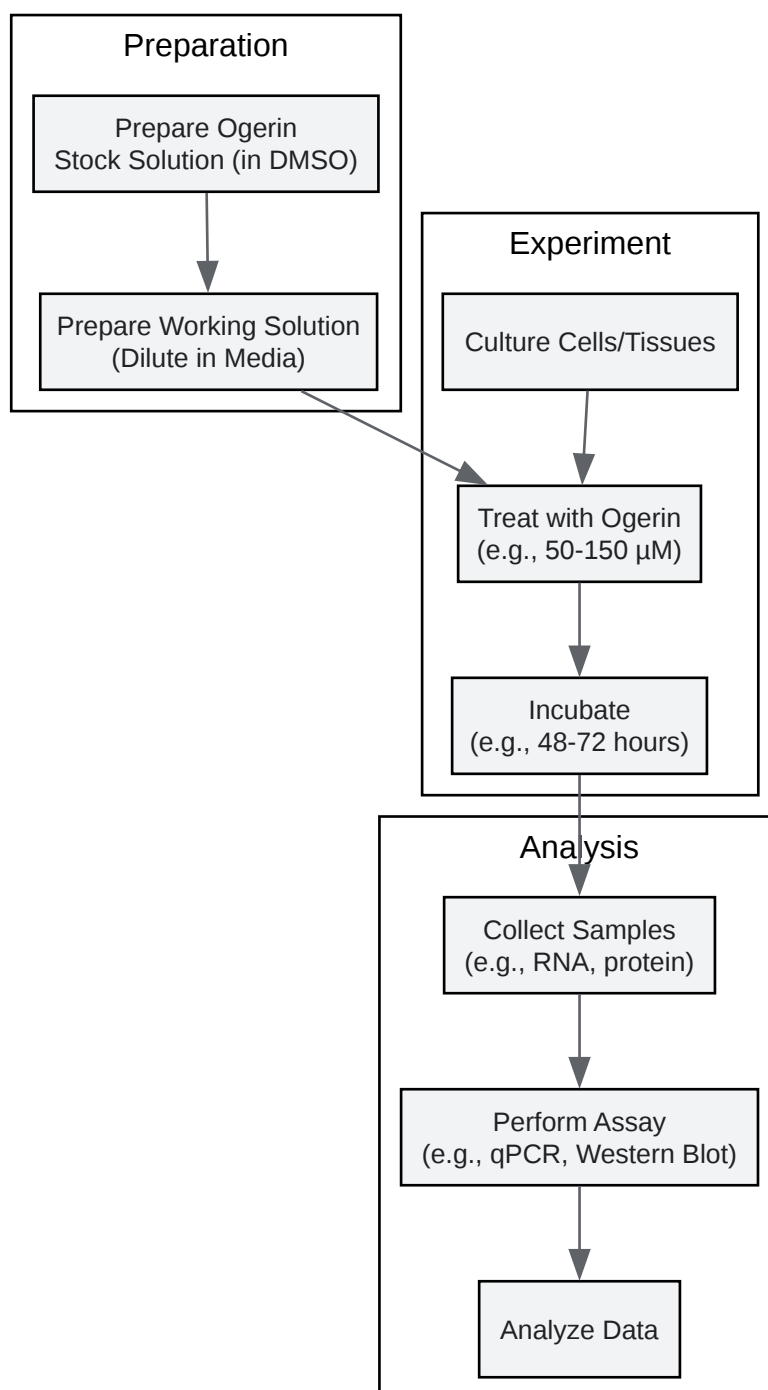 Preparation
Prepare Ogerin
Stock Solution (in DMSO)
Prepare Working Solution
(Dilute in Media)
Experiment
Culture Cells/Tissues
Treat with Ogerin
(e.g., 50-150 µM)
Incubate
(e.g., 48-72 hours)
Analysis
Collect Samples
(e.g., RNA, protein)
Perform Assay
(e.g., qPCR, Western Blot)
Analyze Data